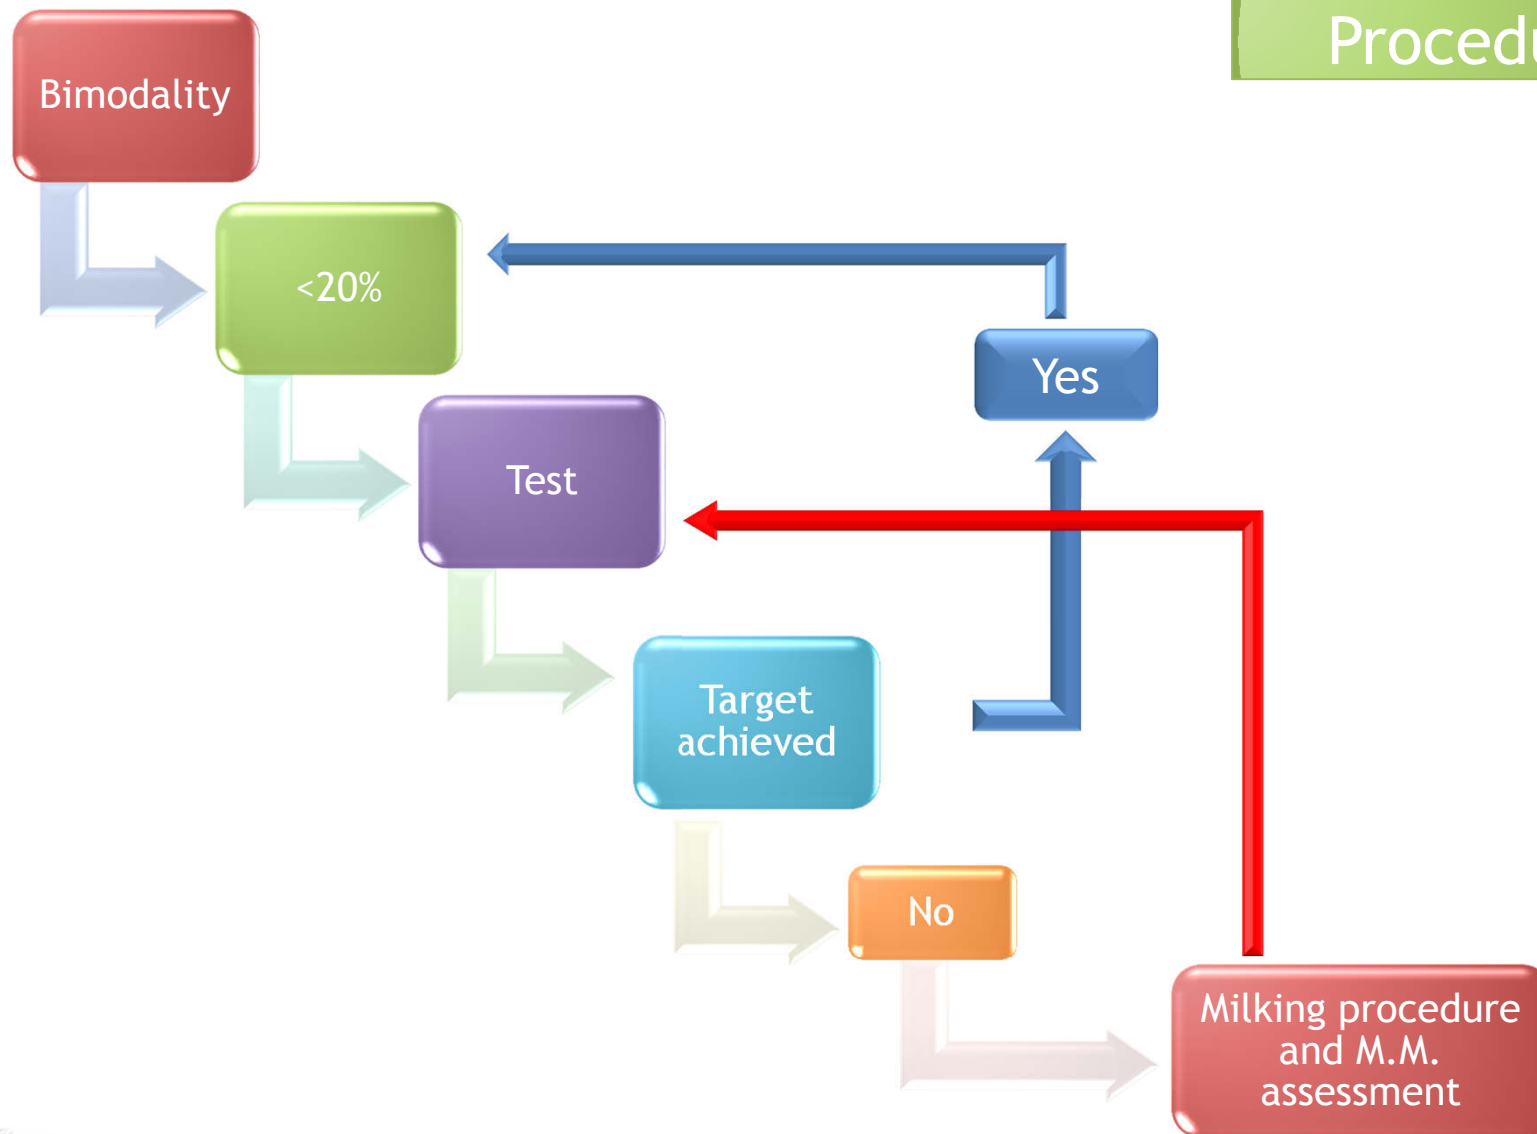 Bimodality
<20%
Yes
Test
Target
achieved
No
Milking procedure
and M.M.
assessment